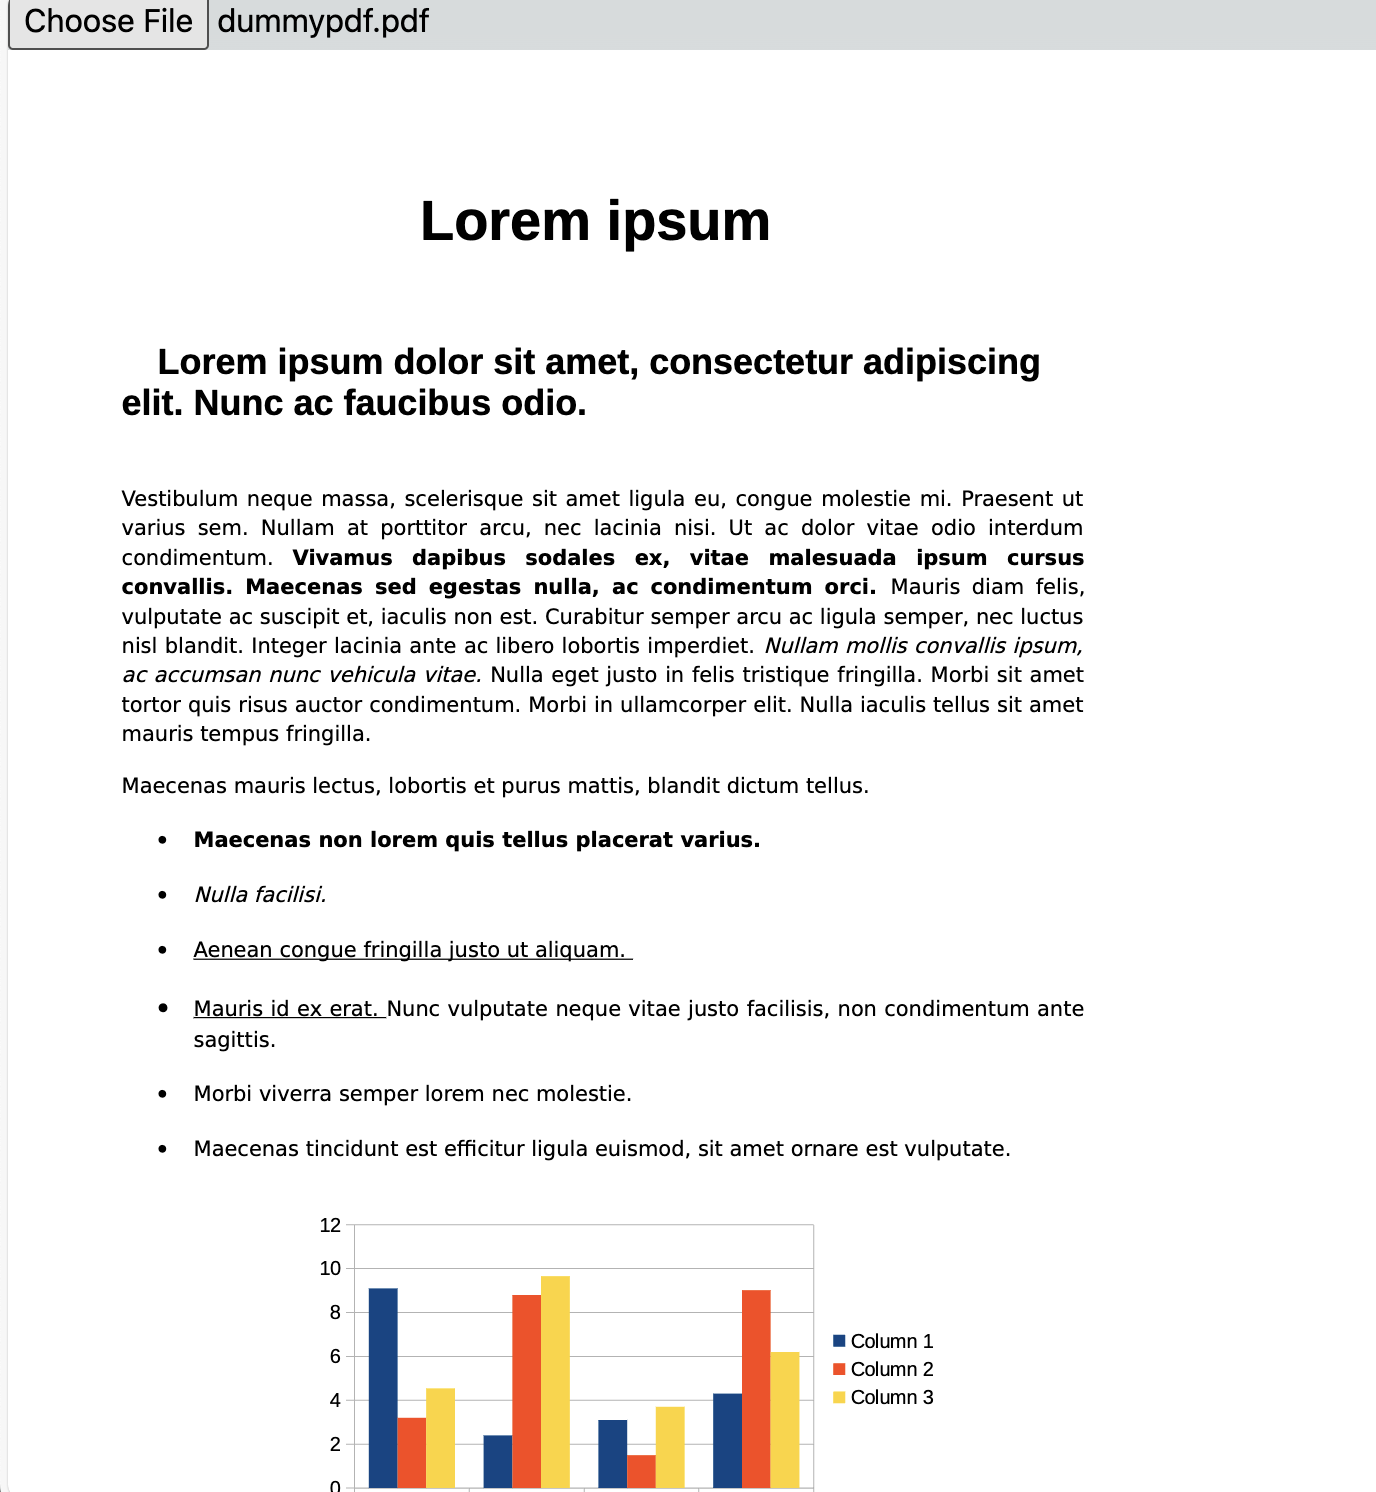 Choose File dummypdf.pdf
Lorem ipsum
Lorem ipsum dolor sit amet, consectetur adipiscing
elit. Nunc ac faucibus odio.
Vestibulum neque massa, scelerisque sit amet ligula eu, congue molestie mi. Praesent ut
varius sem. Nullam at porttitor arcu, nec lacinia nisi. Ut ac dolor vitae odio interdum
condimentum. Vivamus dapibus sodales ex, vitae malesuada ipsum cursus
convallis. Maecenas sed egestas nulla, ac condimentum orci. Mauris diam felis,
vulputate ac suscipit et, iaculis non est. Curabitur semper arcu ac ligula semper, nec luctus
nisl blandit. Integer lacinia ante ac libero lobortis imperdiet. Nullam mollis convallis ipsum,
ac accumsan nunc vehicula vitae. Nulla eget justo in felis tristique fringilla. Morbi sit amet
tortor quis risus auctor condimentum. Morbi in ullamcorper elit. Nulla iaculis tellus sit amet
mauris tempus fringilla.
Maecenas mauris lectus, lobortis et purus mattis, blandit dictum tellus.
• Maecenas non lorem quis tellus placerat varius.
• Nulla facilisi.
• Aenean congue fringilla justo ut aliquam.
• Mauris id ex erat. Nunc vulputate neque vitae justo facilisis, non condimentum ante
sagittis.
• Morbi viverra semper lorem nec molestie.
• Maecenas tincidunt est efficitur ligula euismod, sit amet ornare est vulputate.
12
10
8
6
4
2
0
Column 1
Column 2
Column 3